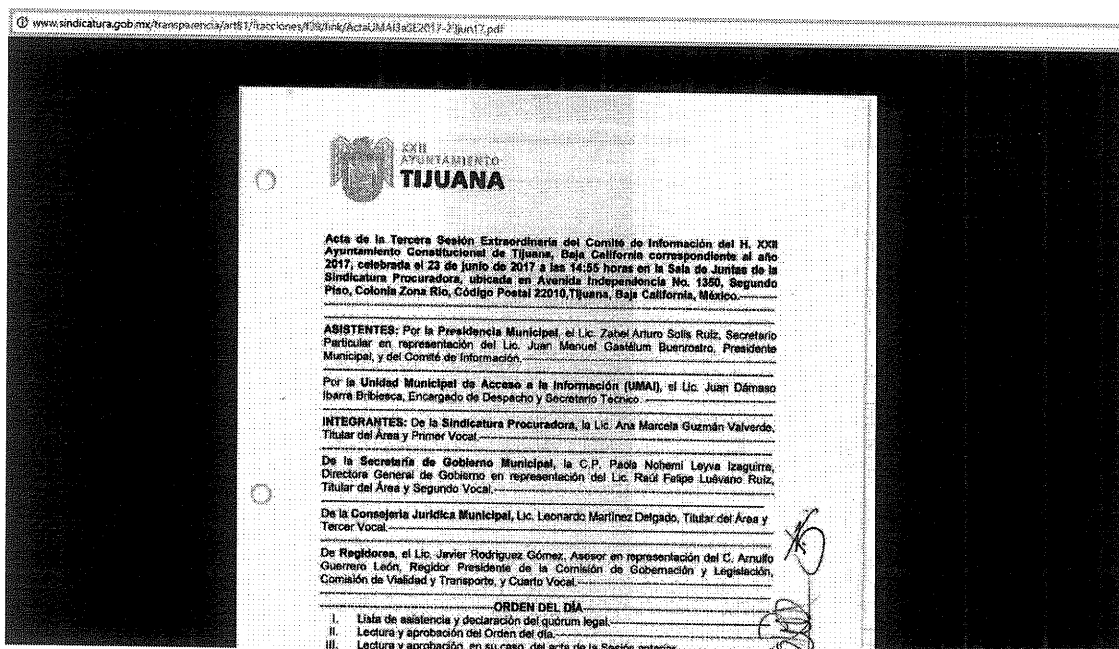 www.sindicatura.gob.mx/transparencia/art81/fracciones/f39/link/ActaUMAI3aSE2017-23jun17.pdf
XXII
AYUNTAMIENTO
TIJUANA
Acta de la Tercera Sesión Extraordinaria del Comité de Información del H. XXII
Ayuntamiento Constitucional de Tijuana, Baja California correspondiente al año
2017, celebrada el 23 de junio de 2017 a las 14:55 horas en la Sala de Juntas de la
Sindicatura Procuradora, ubicada en Avenida Independencia No. 1350, Segundo
Piso, Colonia Zona Río, Código Postal 22010,Tijuana, Baja California, México.
ASISTENTES: Por la Presidencia Municipal, el Lic. Zabel Arturo Solís Ruíz, Secretario
Particular en representación del Lic. Juan Manuel Gastélum Buenrostro, Presidente
Municipal, y del Comité de Información.
Por la Unidad Municipal de Acceso a la Información (UMAI), el Lic. Juan Dámaso
Ibarra Bribiesca, Encargado de Despacho y Secretario Técnico.
INTEGRANTES: De la Sindicatura Procuradora, la Lic. Ana Marcela Guzmán Valverde,
Titular del Área y Primer Vocal.
De la Secretaría de Gobierno Municipal, la C.P. Paola Nohemí Leyva Izaguirre,
Directora General de Gobierno en representación del Lic. Raúl Felipe Luévano Ruiz,
Titular del Área y Segundo Vocal.
De la Consejería Jurídica Municipal, Lic. Leonardo Martínez Delgado, Titular del Área y
Tercer Vocal.
De Regidores, el Lic. Javier Rodríguez Gómez, Asesor en representación del C. Arnulfo
Guerrero León, Regidor Presidente de la Comisión de Gobernación y Legislación,
Comisión de Vialidad y Transporte, y Cuarto Vocal.
ORDEN DEL DÍA
I. Lista de asistencia y declaración del quórum legal.
II. Lectura y aprobación del Orden del día.
III. Lectura y aprobación, en su caso, del acta de la Sesión anterior